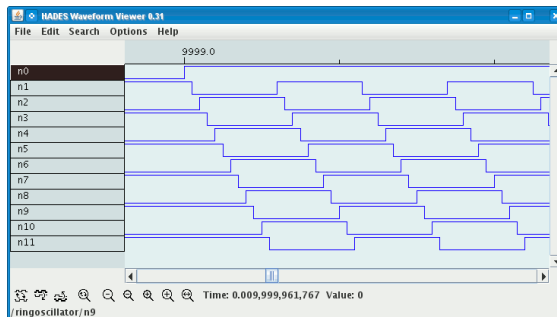 HADES Waveform Viewer 0.31
File Edit Search Options Help
9999.0
n0
n1
n2
n3
n4
n5
n6
n7
n8
n9
n10
n11
Time: 0.009,999,961,767 Value: 0
/ringoscillator/n9